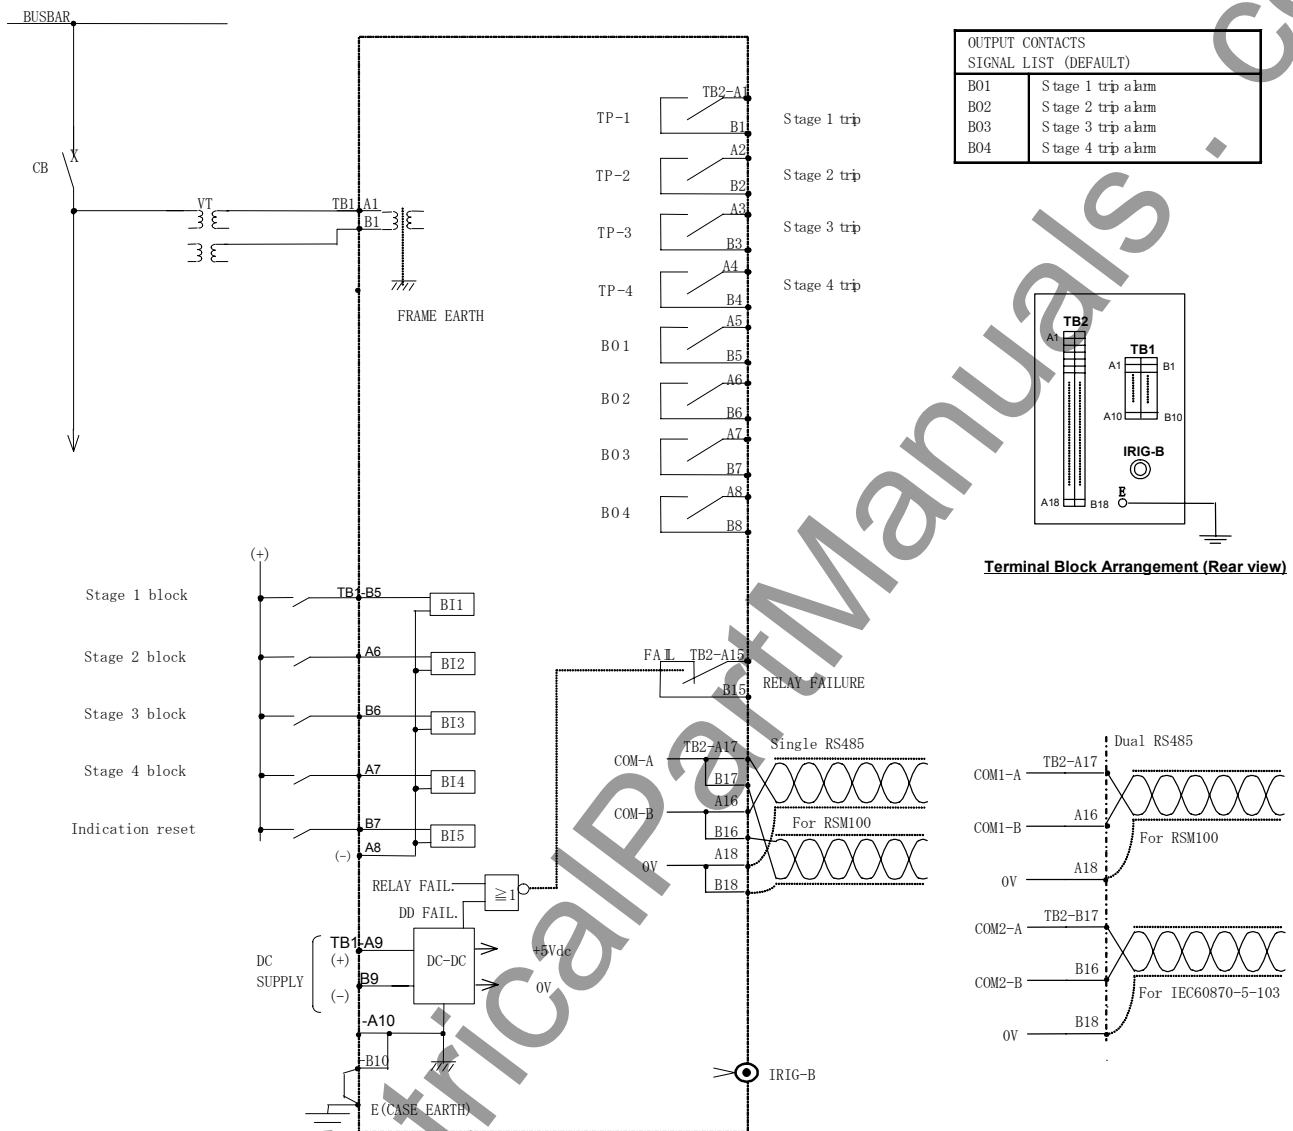 BUSBAR
CB
X
VT
TB1 A1
B1
FRAME EARTH
TP-1
TB2-A1
B1
Stage 1 trip
TP-2
A2
B2
Stage 2 trip
TP-3
A3
B3
Stage 3 trip
TP-4
A4
B4
Stage 4 trip
BO1
A5
B5
BO2
A6
B6
BO3
A7
B7
BO4
A8
B8
OUTPUT CONTACTS
SIGNAL LIST (DEFAULT)
BO1 Stage 1 trip alarm
BO2 Stage 2 trip alarm
BO3 Stage 3 trip alarm
BO4 Stage 4 trip alarm
TB2
A1
TB1
A1 B1
A10 B10
IRIG-B
E
A18 B18
Terminal Block Arrangement (Rear view)
(+)
Stage 1 block
TB1-B5
BI1
Stage 2 block
A6
BI2
Stage 3 block
B6
BI3
Stage 4 block
A7
BI4
Indication reset
B7
BI5
(-)
A8
FAIL TB2-A15
B15
RELAY FAILURE
RELAY FAIL.
≧1
DD FAIL.
COM-A
TB2-A17
B17
Single RS485
COM-B
A16
B16
For RSM100
0V
A18
B18
Dual RS485
COM1-A
TB2-A17
COM1-B
A16
For RSM100
0V
A18
COM2-A
TB2-B17
COM2-B
B16
For IEC60870-5-103
0V
B18
DC
SUPPLY
TB1-A9
(+)
B9
(-)
DC-DC
+5Vdc
0V
-A10
-B10
E(CASE EARTH)
IRIG-B
tricalPartManuals . co